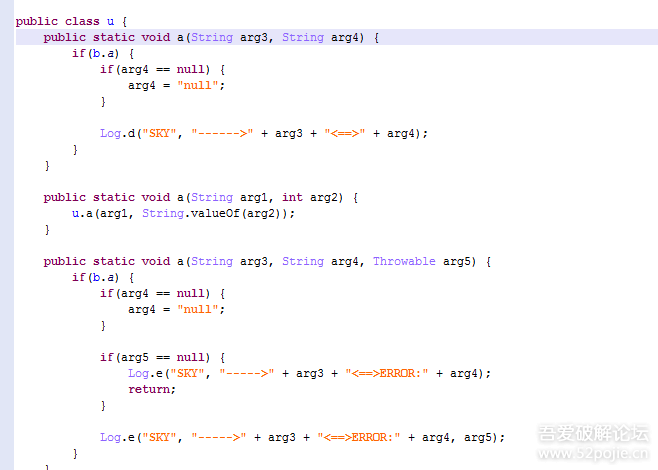 public class u {
    public static void a(String arg3, String arg4) {
        if(b.a) {
            if(arg4 == null) {
                arg4 = "null";
            }

            Log.d("SKY", "------>" + arg3 + "<==>" + arg4);
        }
    }

    public static void a(String arg1, int arg2) {
        u.a(arg1, String.valueOf(arg2));
    }

    public static void a(String arg3, String arg4, Throwable arg5) {
        if(b.a) {
            if(arg4 == null) {
                arg4 = "null";
            }

            if(arg5 == null) {
                Log.e("SKY", "----->" + arg3 + "<==>ERROR:" + arg4);
                return;
            }

            Log.e("SKY", "----->" + arg3 + "<==>ERROR:" + arg4, arg5);
        }
    }
吾爱破解论坛
www.52pojie.cn